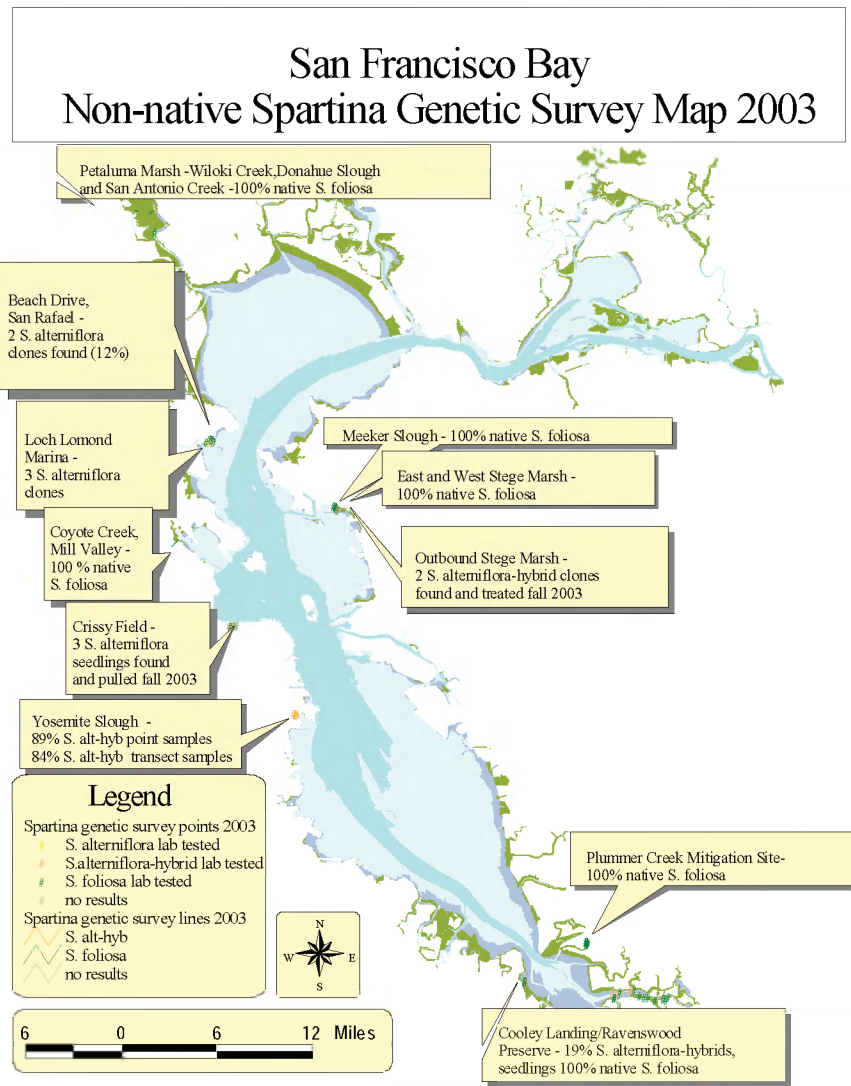 San Francisco Bay
Non-native Spartina Genetic Survey Map 2003
Petaluma Marsh -Wiloki Creek,Donahue Slough
and San Antonio Creek -100% native S. foliosa
Beach Drive,
San Rafael -
2 S. alterniflora
clones found (12%)
Loch Lomond
Marina -
3 S. alterniflora
clones
Meeker Slough - 100% native S. foliosa
East and West Stege Marsh -
100% native S. foliosa
Coyote Creek,
Mill Valley -
100 % native
S. foliosa
Outbound Stege Marsh -
2 S. alterniflora-hybrid clones
found and treated fall 2003
Crissy Field -
3 S. alterniflora
seedlings found
and pulled fall 2003
Yosemite Slough -
89% S. alt-hyb point samples
84% S. alt-hyb transect samples
Legend
Spartina genetic survey points 2003
S. alterniflora lab tested
S.alterniflora-hybrid lab tested
S. foliosa lab tested
no results
Spartina genetic survey lines 2003
S. alt-hyb
S. foliosa
no results
Plummer Creek Mitigation Site-
100% native S. foliosa
N
W E
S
6 0 6 12 Miles
Cooley Landing/Ravenswood
Preserve - 19% S. alterniflora-hybrids,
seedlings 100% native S. foliosa